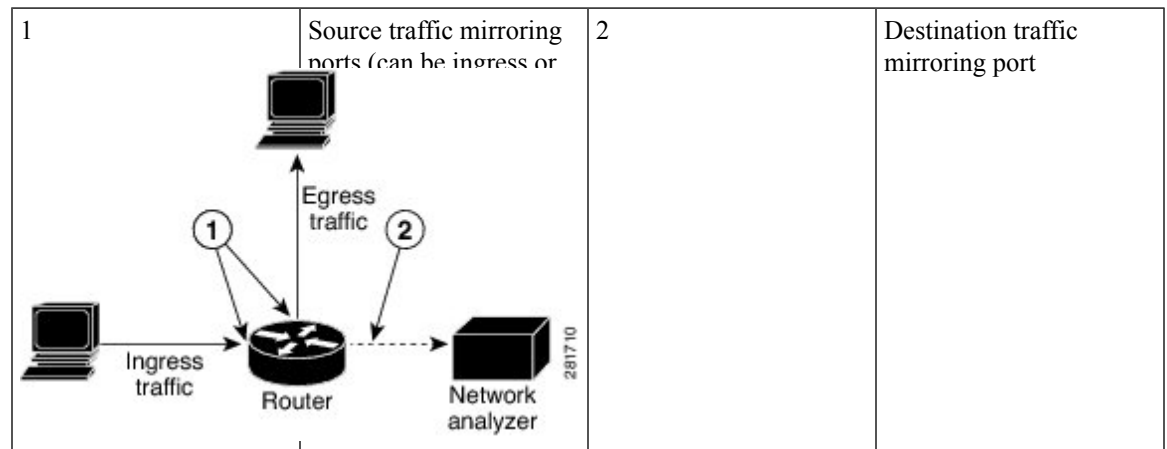 1
Source traffic mirroring
ports (can be ingress or
2
Destination traffic
mirroring port
Egress
traffic
1
2
Ingress
traffic
Router
Network
analyzer
281710